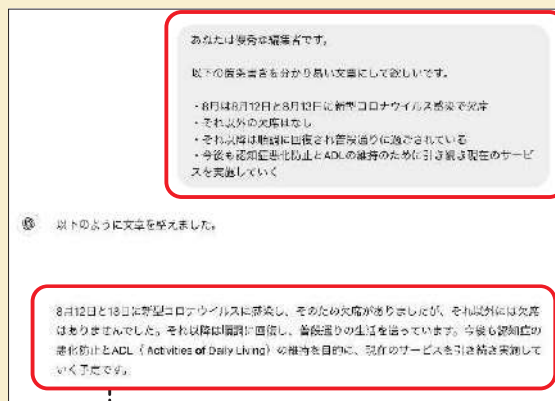 あなたは優秀な編集者です。
以下の箇条書きを分かり易い文章にして欲しいです。
・8月は8月12日と8月13日に新型コロナウイルス感染で欠席
・それ以外の欠席はなし
・それ以降は順調に回復され普段通りに過ごされている
・今後も認知症悪化防止とADLの維持のために引き続き現在のサービ
スを実施していく
以下のように文章を整えました。
8月12日と13日に新型コロナウイルスに感染し、そのため欠席がありましたが、それ以外には欠席
はありませんでした。それ以降は順調に回復し、普段通りの生活を送っています。今後も認知症の
悪化防止とADL（Activities of Daily Living）の維持を目的に、現在のサービスを引き続き実施して
いく予定です。